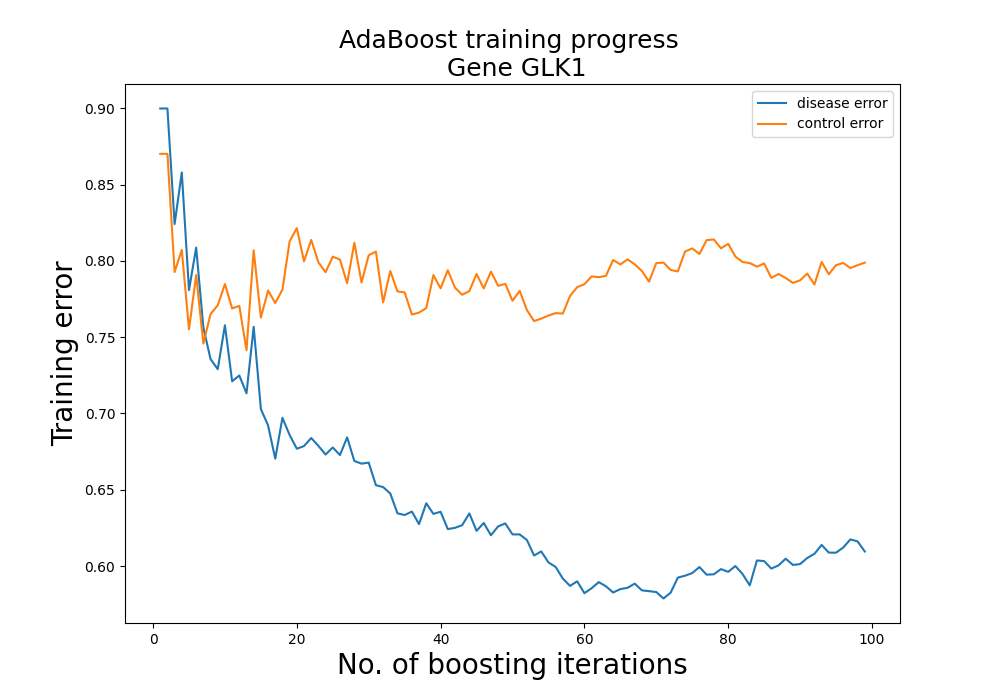 AdaBoost training progress
Gene GLK1
disease error
control error
Training error
0.90
0.85
0.80
0.75
0.70
0.65
0.60
0
20
40
60
80
100
No. of boosting iterations